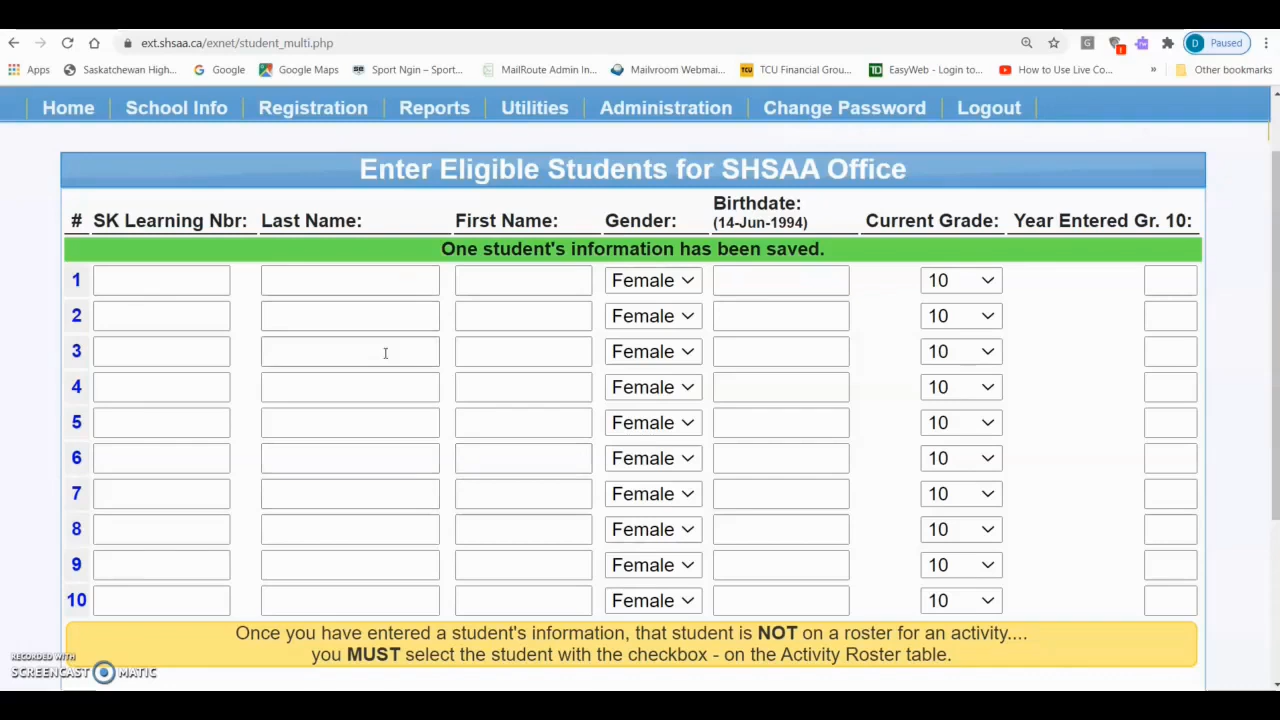 ext.shsaa.ca/exnet/student_multi.php
G
1
D Paused
Apps Saskatchewan High... Google Google Maps Sport Ngin – Sport... MailRoute Admin In... Mailvroom Webmai... TCU TCU Financial Grou... TD EasyWeb - Login to... How to Use Live Co... » Other bookmarks
Home School Info Registration Reports Utilities Administration Change Password Logout
Enter Eligible Students for SHSAA Office
# SK Learning Nbr: Last Name: First Name: Gender: Birthdate: (14-Jun-1994) Current Grade: Year Entered Gr. 10:
One student's information has been saved.
1 Female 10
2 Female 10
3 Female 10
4 Female 10
5 Female 10
6 Female 10
7 Female 10
8 Female 10
9 Female 10
10 Female 10
Once you have entered a student's information, that student is NOT on a roster for an activity....
you MUST select the student with the checkbox - on the Activity Roster table.
RECORDED WITH
SCREENCAST MATIC